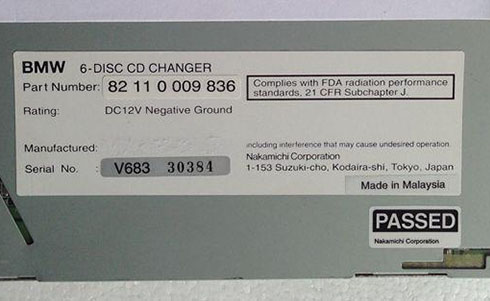 BMW 6-DISC CD CHANGER
Part Number: 82 11 0 009 836
Complies with FDA radiation performance
standards, 21 CFR Subchapter J.
Rating: DC12V Negative Ground
Manufactured:
including interference that may cause undesired operation.
Serial No. : V683 30384
Nakamichi Corporation
1-153 Suzuki-cho, Kodaira-shi, Tokyo, Japan
Made in Malaysia
PASSED
Nakamichi Corporation